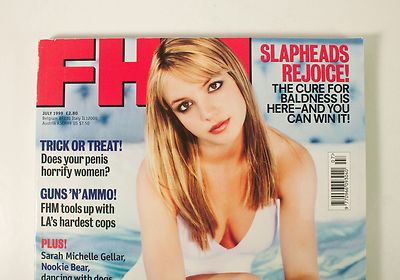 FHM
JULY 1999 £2.80
SLAPHEADS
REJOICE!
THE CURE FOR
BALDNESS IS
HERE–AND YOU
CAN WIN IT!
TRICK OR TREAT!
Does your penis
horrify women?
GUNS'N'AMMO!
FHM tools up with
LA's hardest cops
PLUS!
Sarah Michelle Gellar,
Nookie Bear,
dancing with dogs